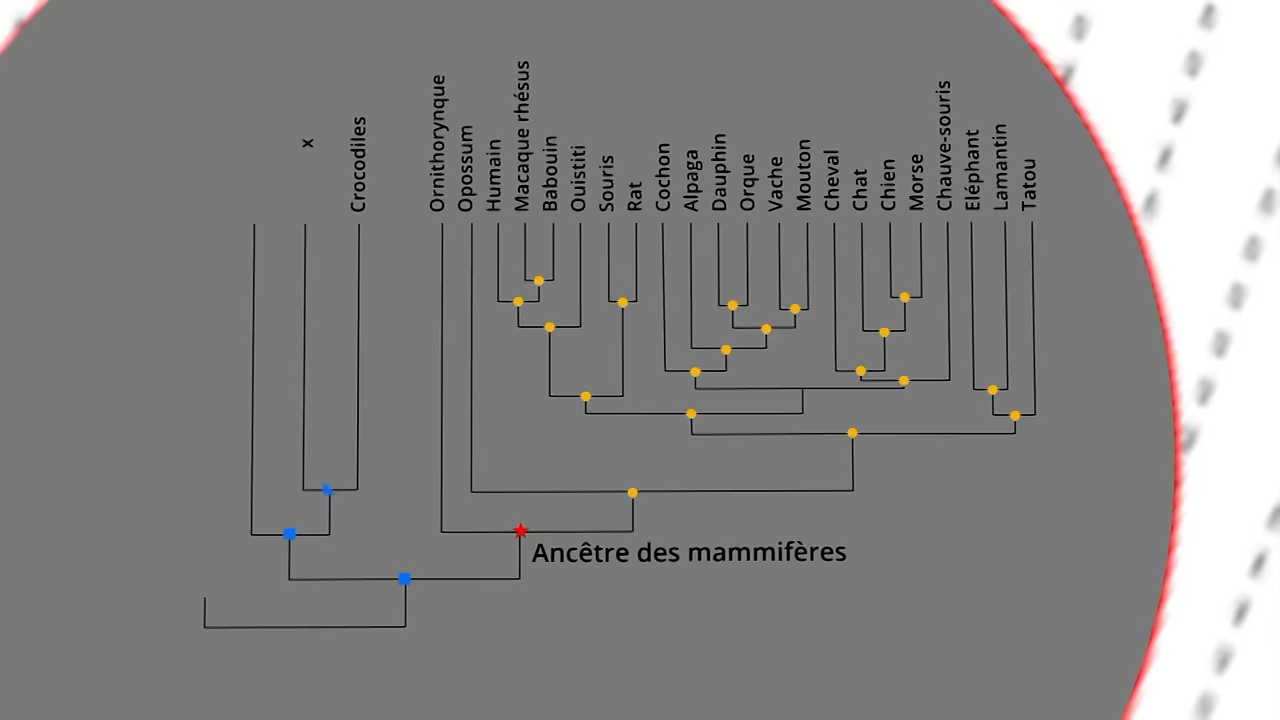 x
Crocodiles
Ornithorynque
Opossum
Humain
Macaque rhésus
Babouin
Ouistiti
Souris
Rat
Cochon
Alpaga
Dauphin
Orque
Vache
Mouton
Cheval
Chat
Chien
Morse
Chauve-souris
Eléphant
Lamantin
Tatou
Ancêtre des mammifères